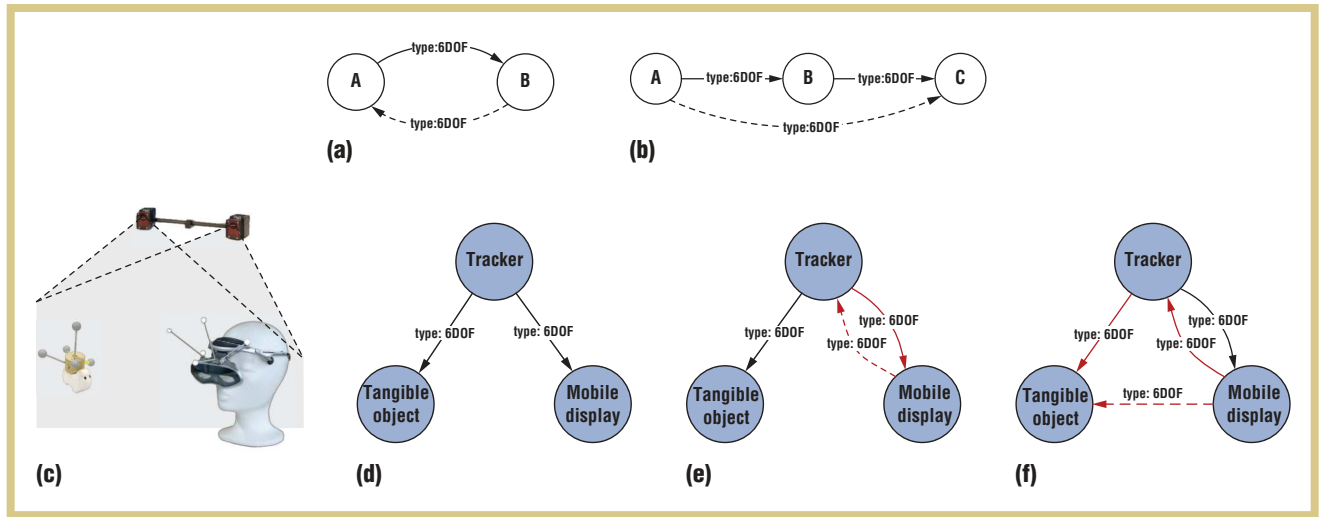 type:6DOF
A
B
type:6DOF
(a)
A
type:6DOF
B
type:6DOF
C
type:6DOF
(b)
(c)
Tracker
type: 6DOF
type: 6DOF
Tangible
object
Mobile
display
(d)
Tracker
type: 6DOF
type: 6DOF
type: 6DOF
Tangible
object
Mobile
display
(e)
Tracker
type: 6DOF
type: 6DOF
type: 6DOF
type: 6DOF
Tangible
object
Mobile
display
(f)